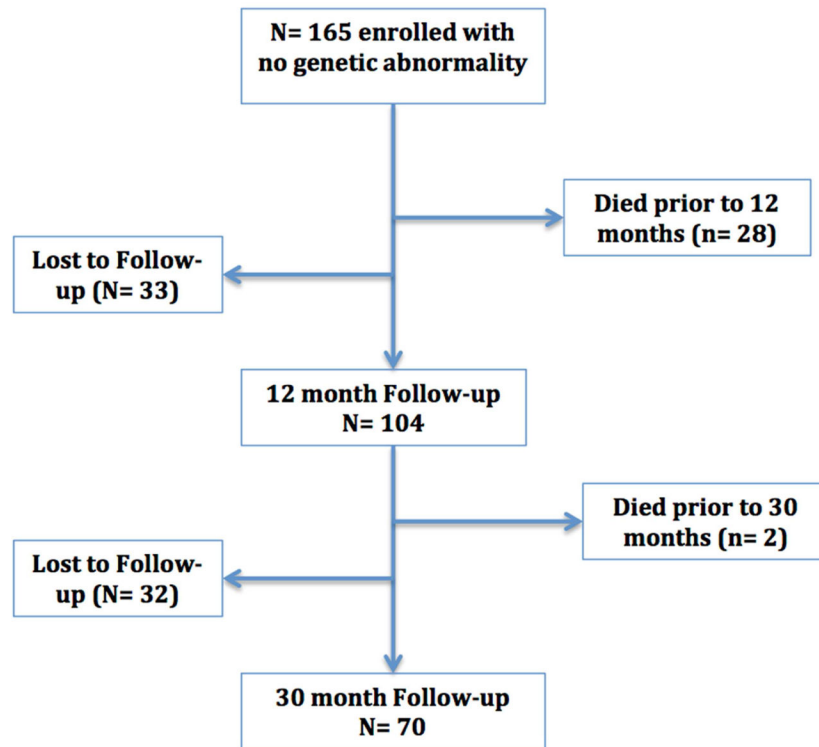 N= 165 enrolled with
no genetic abnormality
Died prior to 12
months (n= 28)
Lost to Follow-
up (N= 33)
12 month Follow-up
N= 104
Died prior to 30
months (n= 2)
Lost to Follow-
up (N= 32)
30 month Follow-up
N= 70